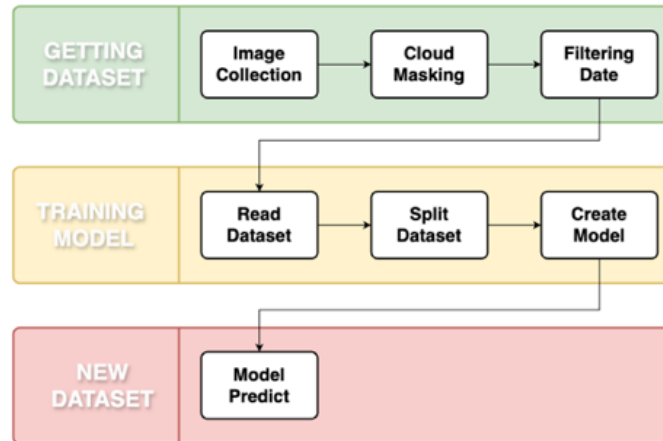 GETTING
DATASET
Image
Collection
Cloud
Masking
Filtering
Date
TRAINING
MODEL
Read
Dataset
Split
Dataset
Create
Model
NEW
DATASET
Model
Predict